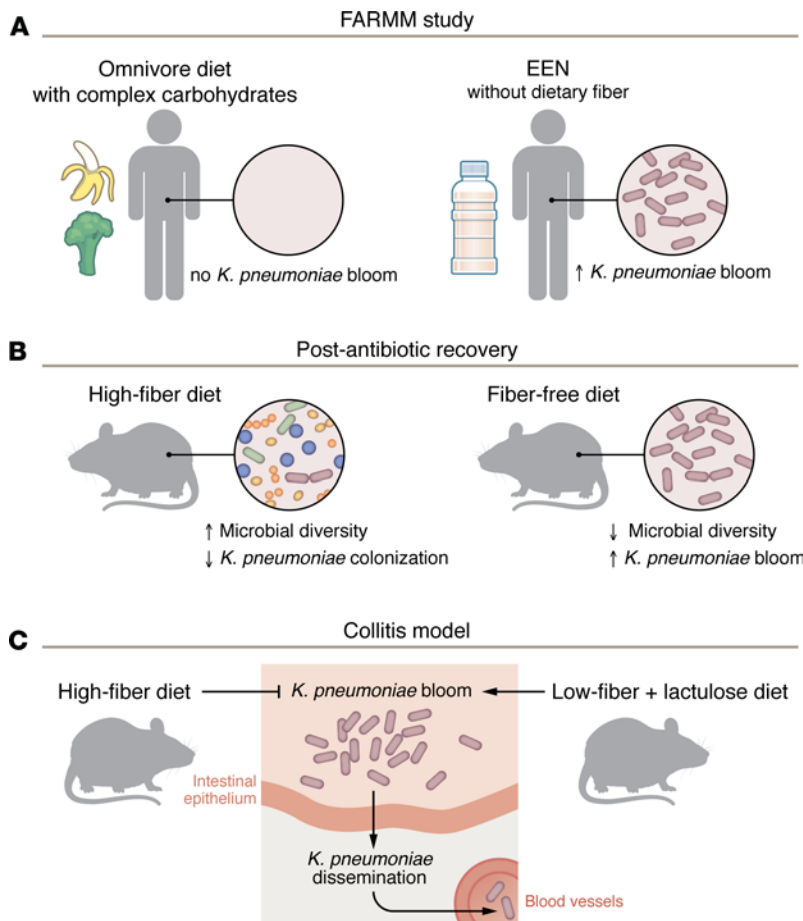 A
FARMM study
Omnivore diet
with complex carbohydrates
EEN
without dietary fiber
no K. pneumoniae bloom
↑ K. pneumoniae bloom
B
Post-antibiotic recovery
High-fiber diet
Fiber-free diet
↑ Microbial diversity
↓ K. pneumoniae colonization
↓ Microbial diversity
↑ K. pneumoniae bloom
C
Collitis model
High-fiber diet
K. pneumoniae bloom
Low-fiber + lactulose diet
Intestinal
epithelium
K. pneumoniae
dissemination
Blood vessels